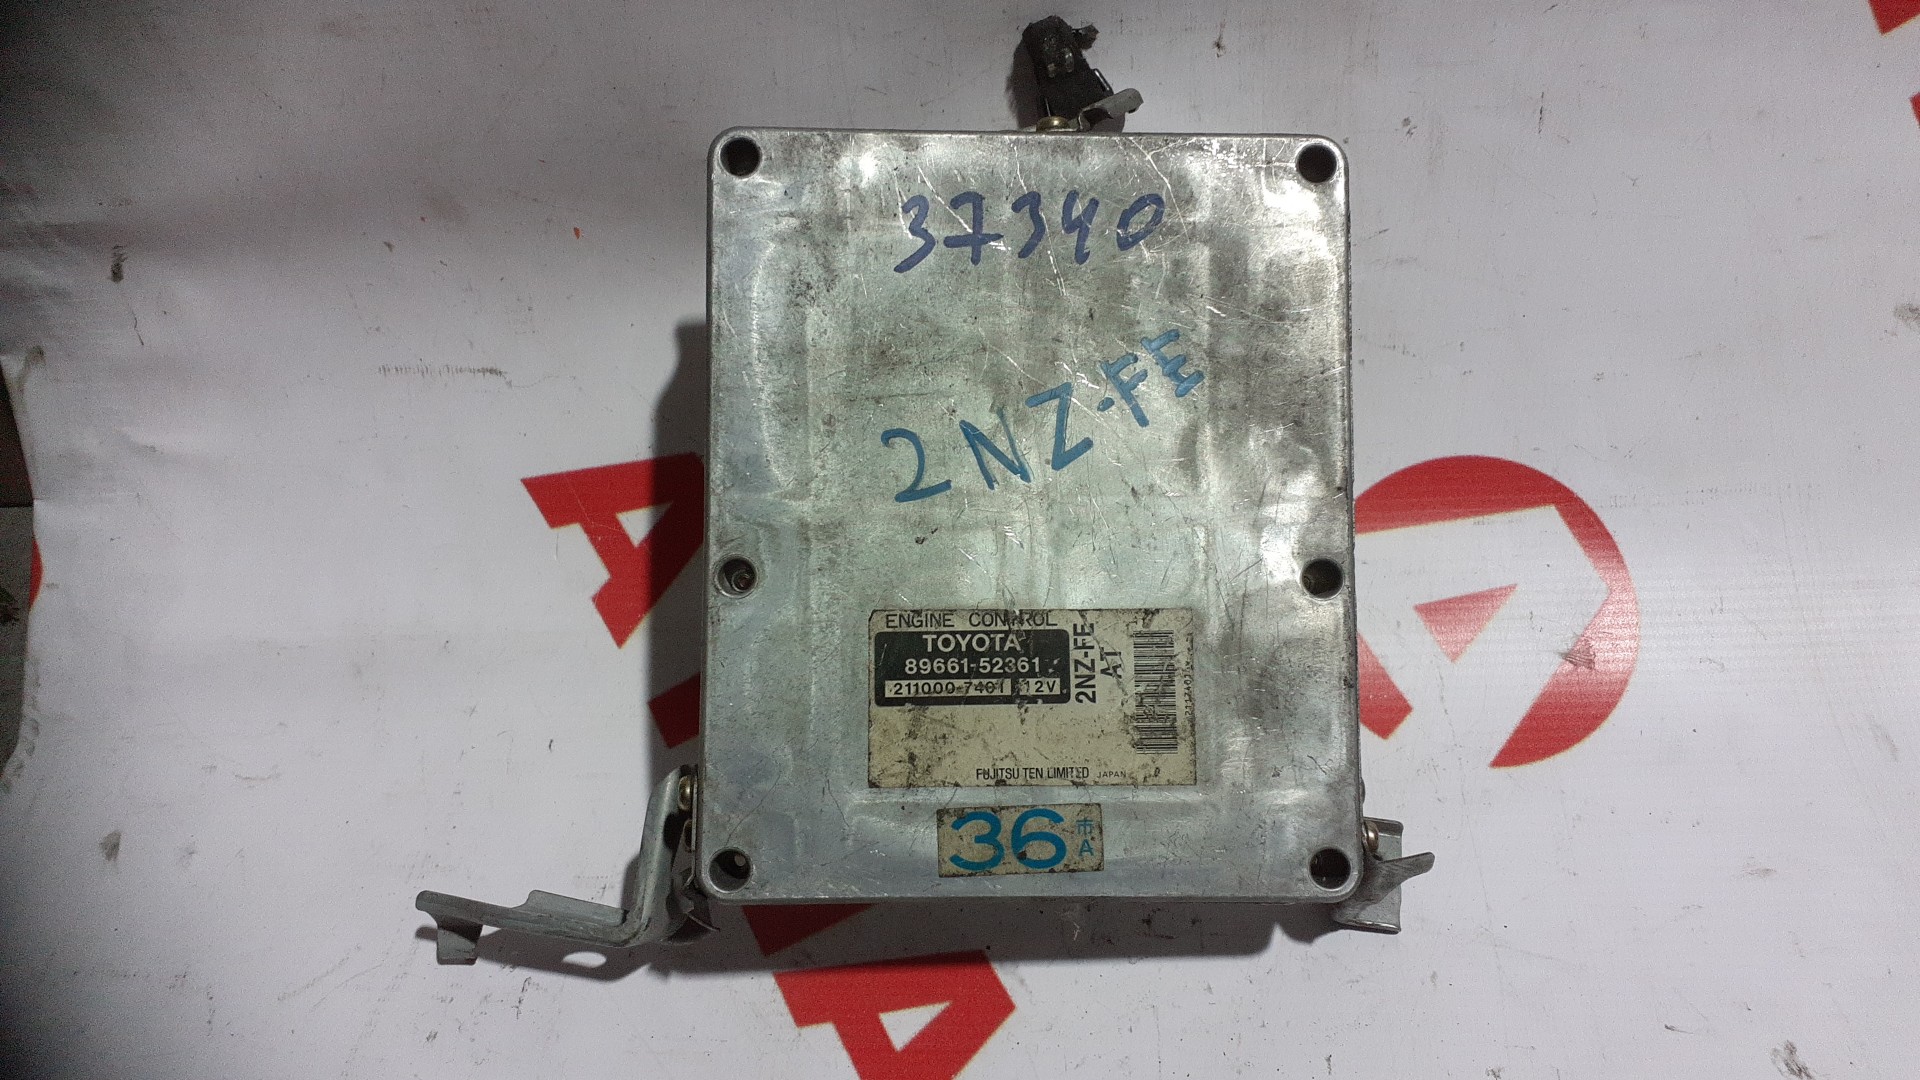 37340
2NZ-FE
ENGINE CONTROL
TOYOTA
89661-52361
211000-7401 12V
2NZ-FE
AT
FUJITSU TEN LIMITED JAPAN
36 市
A